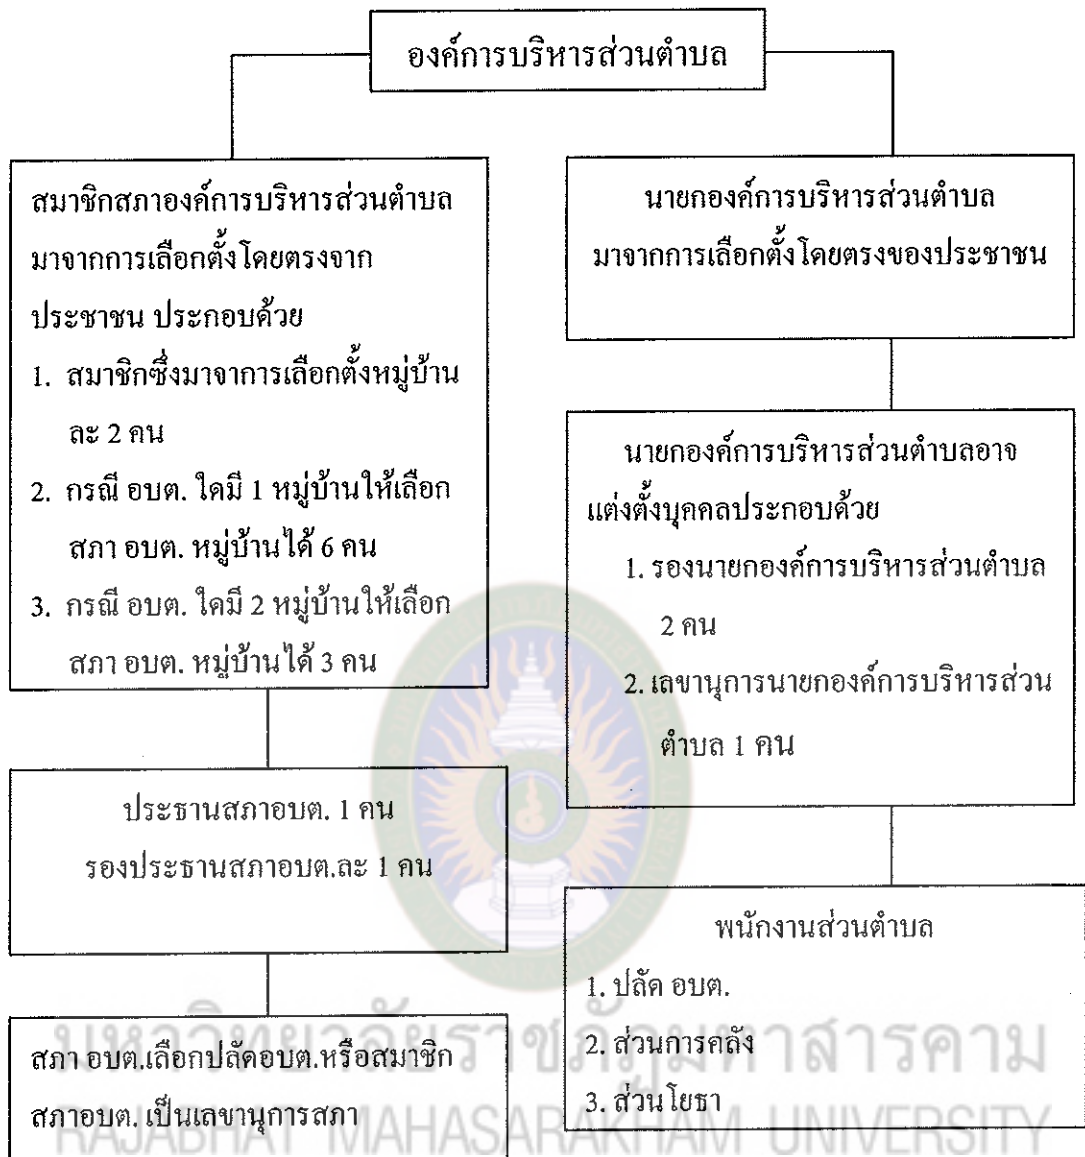 องค์การบริหารส่วนตำบล
สมาชิกสภาองค์การบริหารส่วนตำบล
มาจากการเลือกตั้งโดยตรงจาก
ประชาชน ประกอบด้วย
1. สมาชิกซึ่งมาจาการเลือกตั้งหมู่บ้าน
ละ 2 คน
2. กรณี อบต. ใดมี 1 หมู่บ้านให้เลือก
สภา อบต. หมู่บ้านได้ 6 คน
3. กรณี อบต. ใดมี 2 หมู่บ้านให้เลือก
สภา อบต. หมู่บ้านได้ 3 คน
ประธานสภาอบต. 1 คน
รองประธานสภาอบต.ละ 1 คน
สภา อบต.เลือกปลัดอบต.หรือสมาชิก
สภาอบต. เป็นเลขานุการสภา
นายกองค์การบริหารส่วนตำบล
มาจากการเลือกตั้งโดยตรงของประชาชน
นายกองค์การบริหารส่วนตำบลอาจ
แต่งตั้งบุคคลประกอบด้วย
1. รองนายกองค์การบริหารส่วนตำบล
2 คน
2. เลขานุการนายกองค์การบริหารส่วน
ตำบล 1 คน
พนักงานส่วนตำบล
1. ปลัด อบต.
2. ส่วนการคลัง
3. ส่วนโยธา
มหาวิทยาลัยราชภัฏมหาสารคาม
RAJABHAT MAHASARAKHAM UNIVERSITY